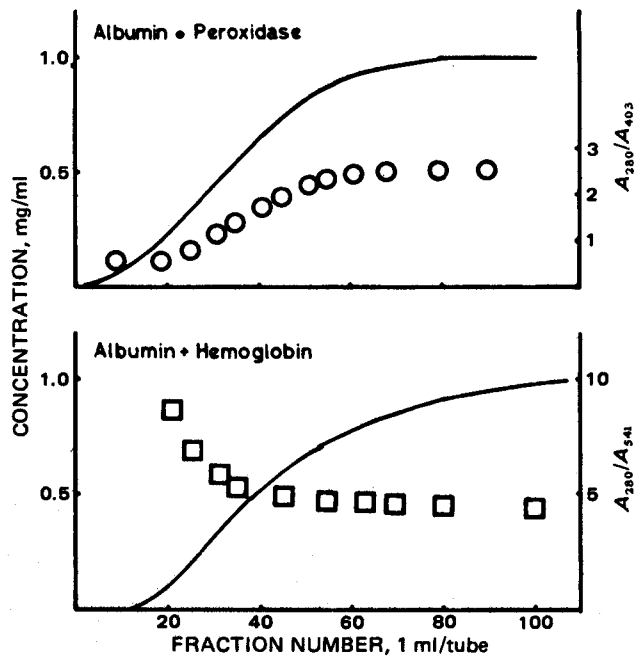 Albumin • Peroxidase
1.0
0.5
3
2
1
A280/A403
CONCENTRATION, mg/ml
Albumin + Hemoglobin
1.0
0.5
10
5
A280/A541
20 40 60 80 100
FRACTION NUMBER, 1 ml/tube